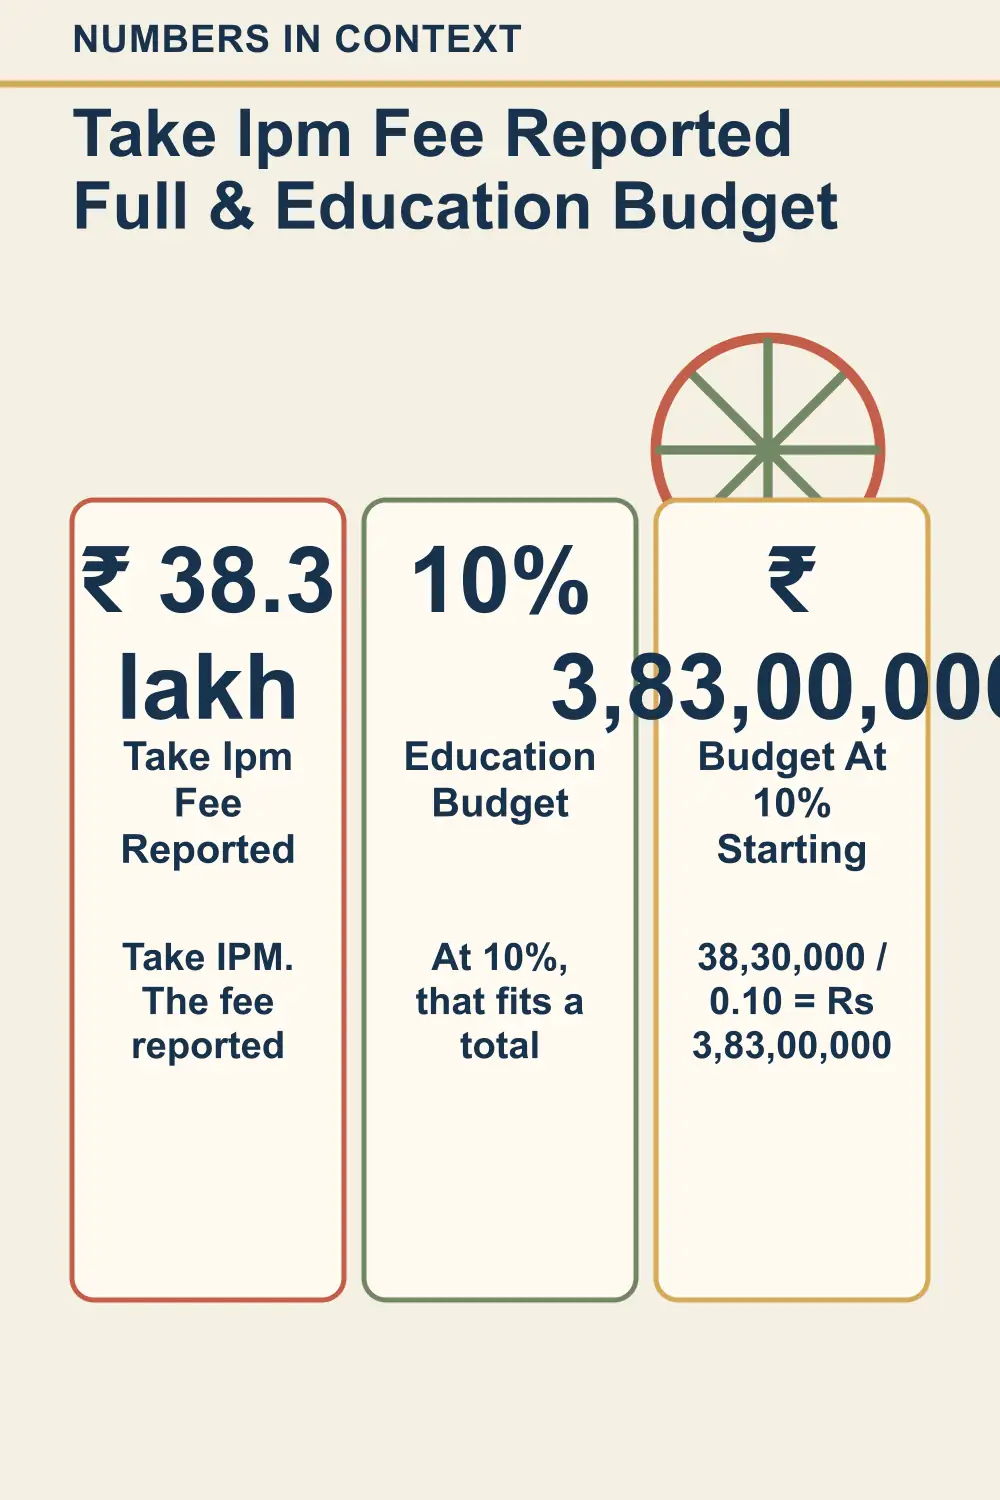 NUMBERS IN CONTEXT
Take Ipm Fee Reported
Full & Education Budget
₹ 38.3
lakh
Take Ipm
Fee
Reported
Take IPM.
The fee
reported
10%
Education
Budget
At 10%,
that fits a
total
₹
3,83,00,000
Budget At
10%
Starting
38,30,000 /
0.10 = Rs
3,83,00,000